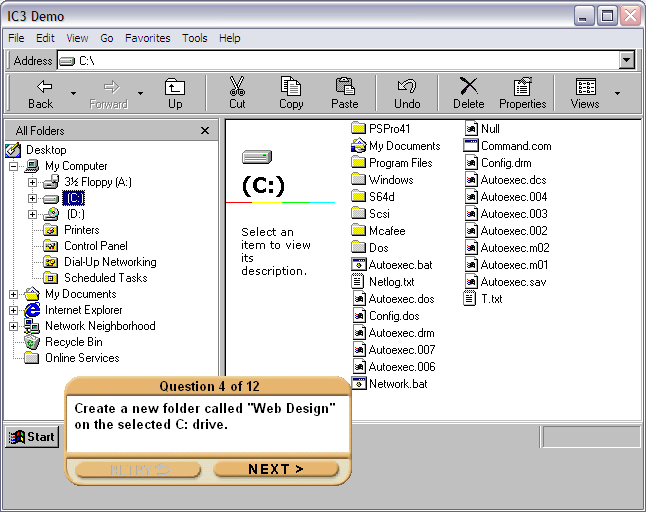 IC3 Demo
File Edit View Go Favorites Tools Help
Address C:\
Back Forward Up Cut Copy Paste Undo Delete Properties Views
All Folders
Desktop
My Computer
3½ Floppy (A:)
(C:)
(D:)
Printers
Control Panel
Dial-Up Networking
Scheduled Tasks
My Documents
Internet Explorer
Network Neighborhood
Recycle Bin
Online Services
(C:)
Select an
item to view
its
description.
PSPro41
My Documents
Program Files
Windows
S64d
Scsi
Mcafee
Dos
Autoexec.bat
Netlog.txt
Autoexec.dos
Config.dos
Autoexec.drm
Autoexec.007
Autoexec.006
Network.bat
Null
Command.com
Config.drm
Autoexec.dcs
Autoexec.004
Autoexec.003
Autoexec.002
Autoexec.m02
Autoexec.m01
Autoexec.sav
T.txt
Question 4 of 12
Create a new folder called "Web Design"
on the selected C: drive.
RETRY
NEXT >
Start